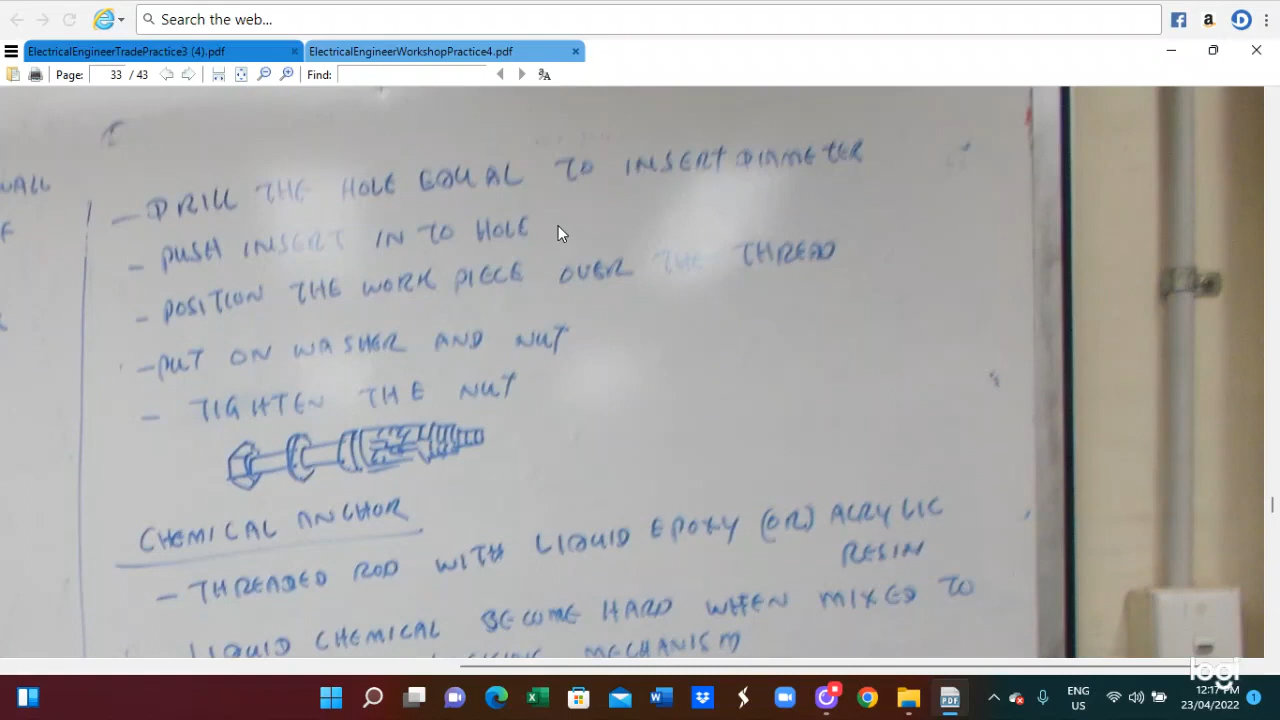 Search the web...
ElectricalEngineerTradePractice3 (4).pdf
ElectricalEngineerWorkshopPractice4.pdf
Page: 33 / 43
Find:
WALL
F
S
- DRILL THE HOLE EQUAL TO INSERT DIAMETER
- PUSH INSERT IN TO HOLE
- POSITION THE WORK PIECE OVER THE THREAD
- PUT ON WASHER AND NUT
- TIGHTEN THE NUT
CHEMICAL ANCHOR
- THREADED ROD WITH LIQUID EPOXY (OR) ACRYLIC
RESIN
LIQUID CHEMICAL BECOME HARD WHEN MIXED TO
MECHANISM
logi
ENG
US
12:17 PM
23/04/2022
1